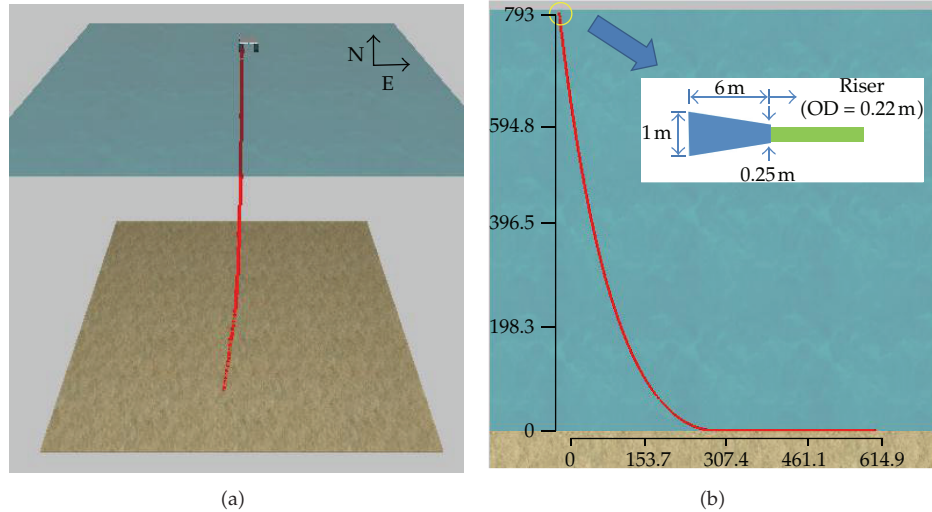 N
E
(a)
793
594.8
396.5
198.3
0
6 m
Riser
(OD = 0.22 m)
1 m
0.25 m
0
153.7
307.4
461.1
614.9
(b)